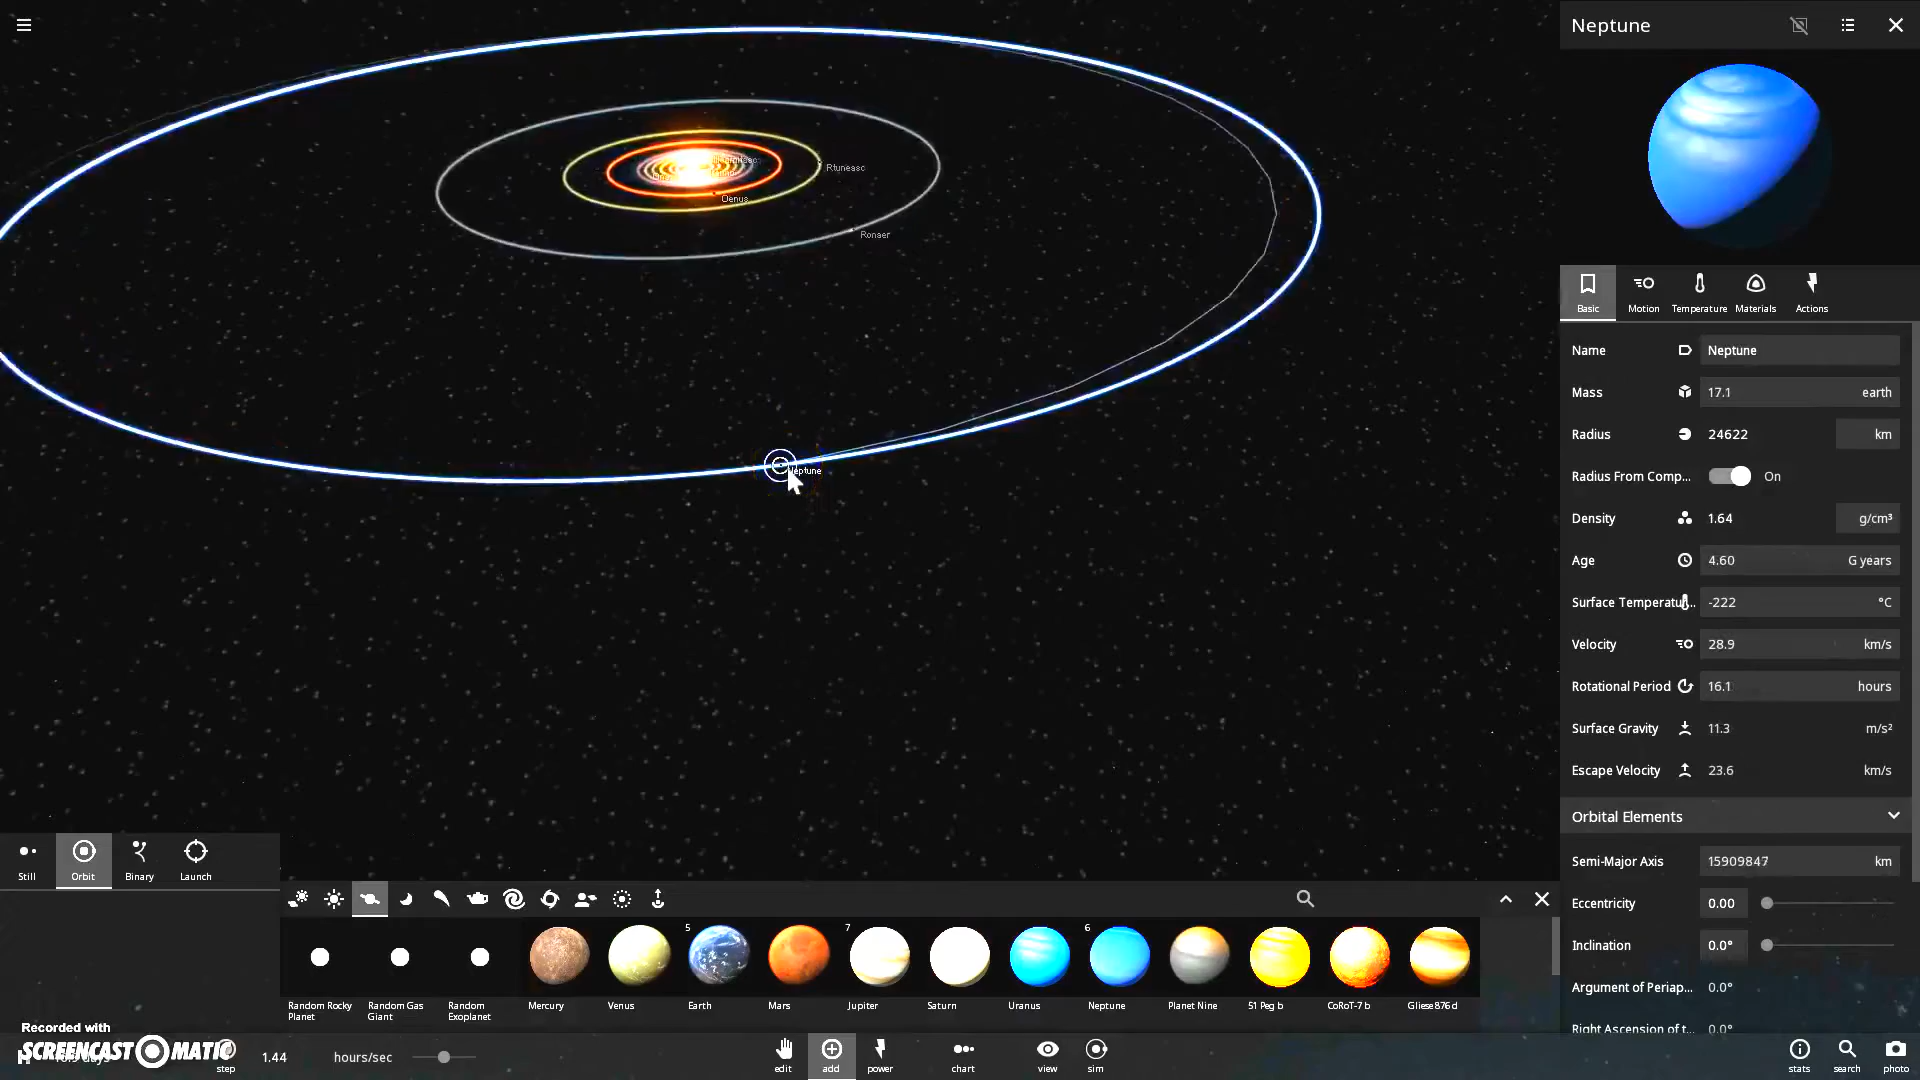 Neptune
Rtuneasc
Oenus
Ronaer
Neptune
Basic
Motion
Temperature
Materials
Actions
Name
Neptune
Mass
17.1
earth
Radius
24622
km
Radius From Comp...
On
Density
1.64
g/cm³
Age
4.60
G years
Surface Temperatur...
-222
°C
Velocity
28.9
km/s
Rotational Period
16.1
hours
Surface Gravity
11.3
m/s²
Escape Velocity
23.6
km/s
Orbital Elements
Semi-Major Axis
15909847
km
Eccentricity
0.00
Inclination
0.0°
Argument of Periap...
0.0°
Right Ascension of t...
0.0°
Still
Orbit
Binary
Launch
5
7
6
Random Rocky
Planet
Random Gas
Giant
Random
Exoplanet
Mercury
Venus
Earth
Mars
Jupiter
Saturn
Uranus
Neptune
Planet Nine
51 Peg b
CoRoT-7 b
Gliese 876 d
Recorded with
SCREENCAST MATIC
step
1.44
hours/sec
edit
add
power
chart
view
sim
stats
search
photo